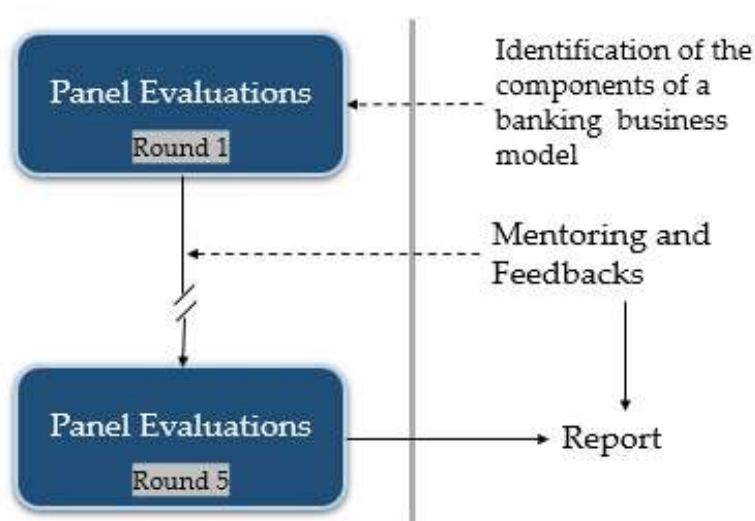 Panel Evaluations
Round 1
Identification of the
components of a
banking business
model
Mentoring and
Feedbacks
Panel Evaluations
Round 5
Report